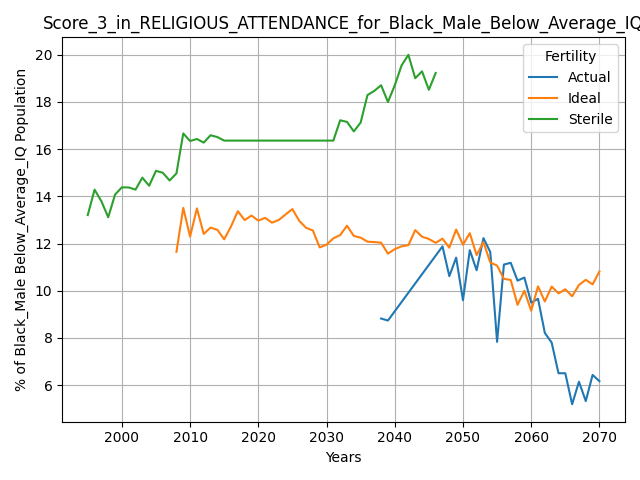 Score_3_in_RELIGIOUS_ATTENDANCE_for_Black_Male_Below_Average_IQ
% of Black_Male Below_Average_IQ Population
20
18
16
14
12
10
8
6
Fertility
Actual
Ideal
Sterile
2000 2010 2020 2030 2040 2050 2060 2070
Years